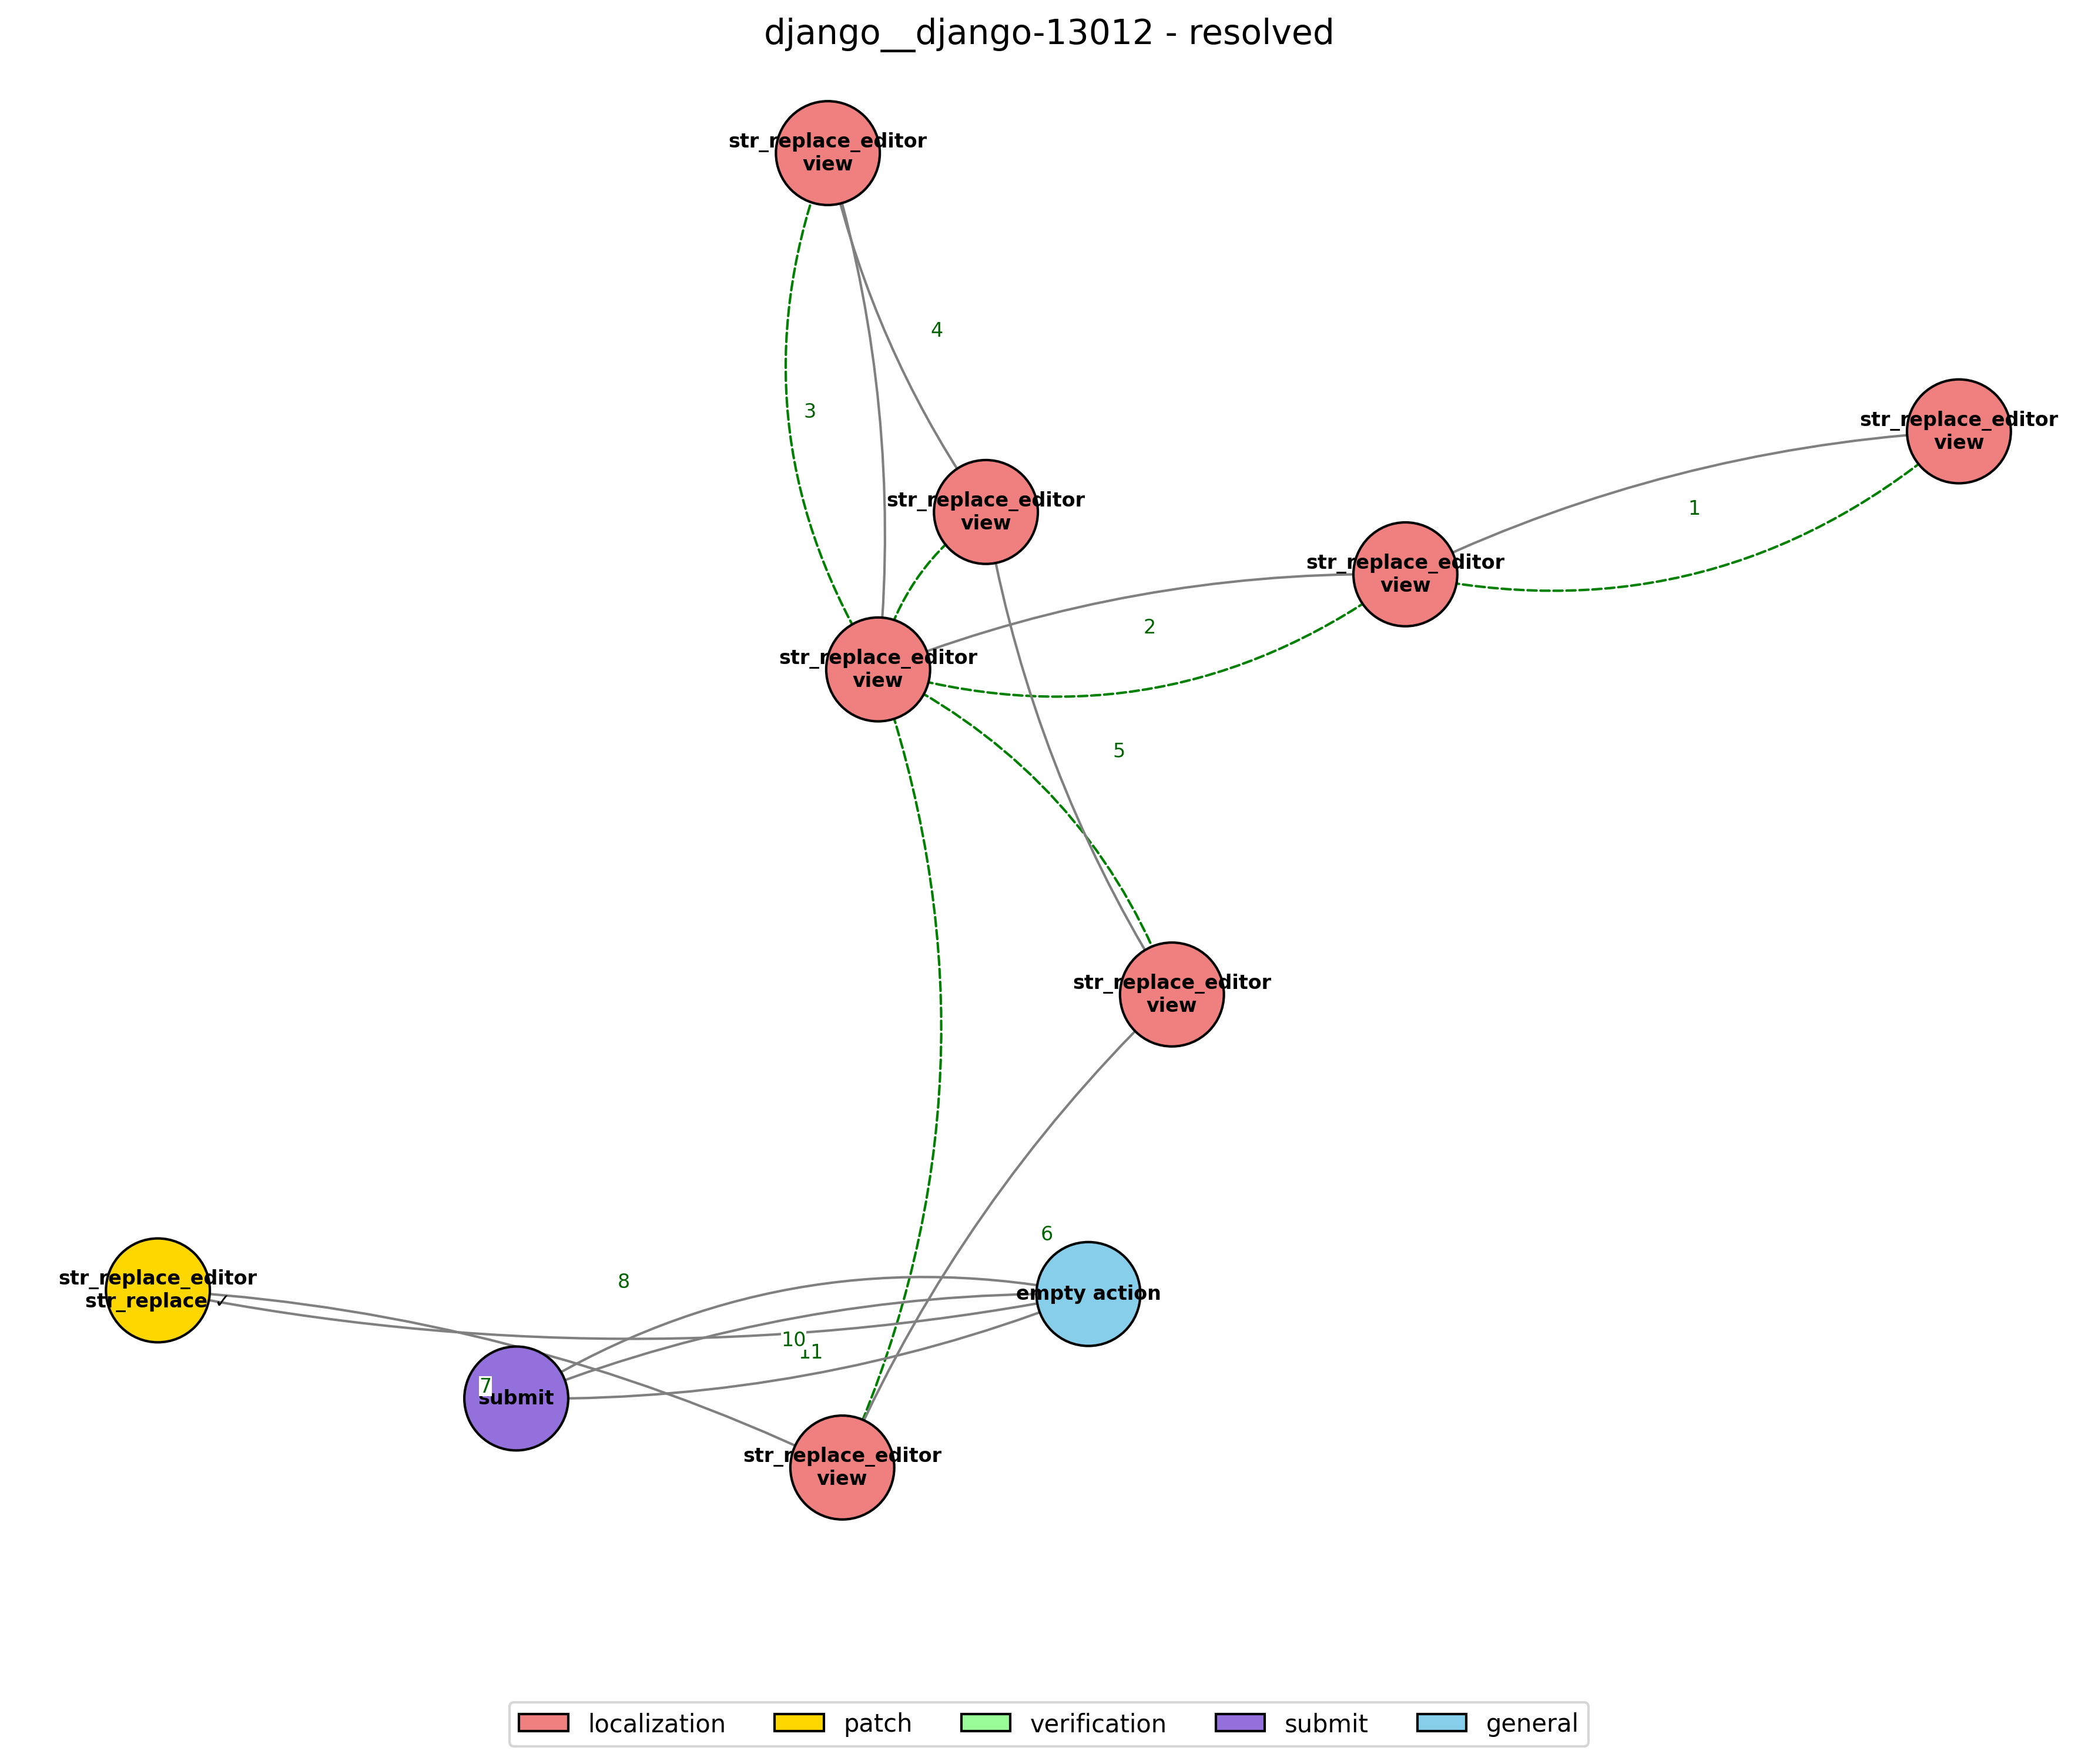 django__django-13012 - resolved
str_replace_editor
view
4
3
str_replace_editor
view
1
str_replace_editor
view
str_replace_editor
view
2
str_replace_editor
view
5
str_replace_editor
view
6
str_replace_editor
str_replace ✓
8
empty action
10
11
7
submit
str_replace_editor
view
localization
patch
verification
submit
general